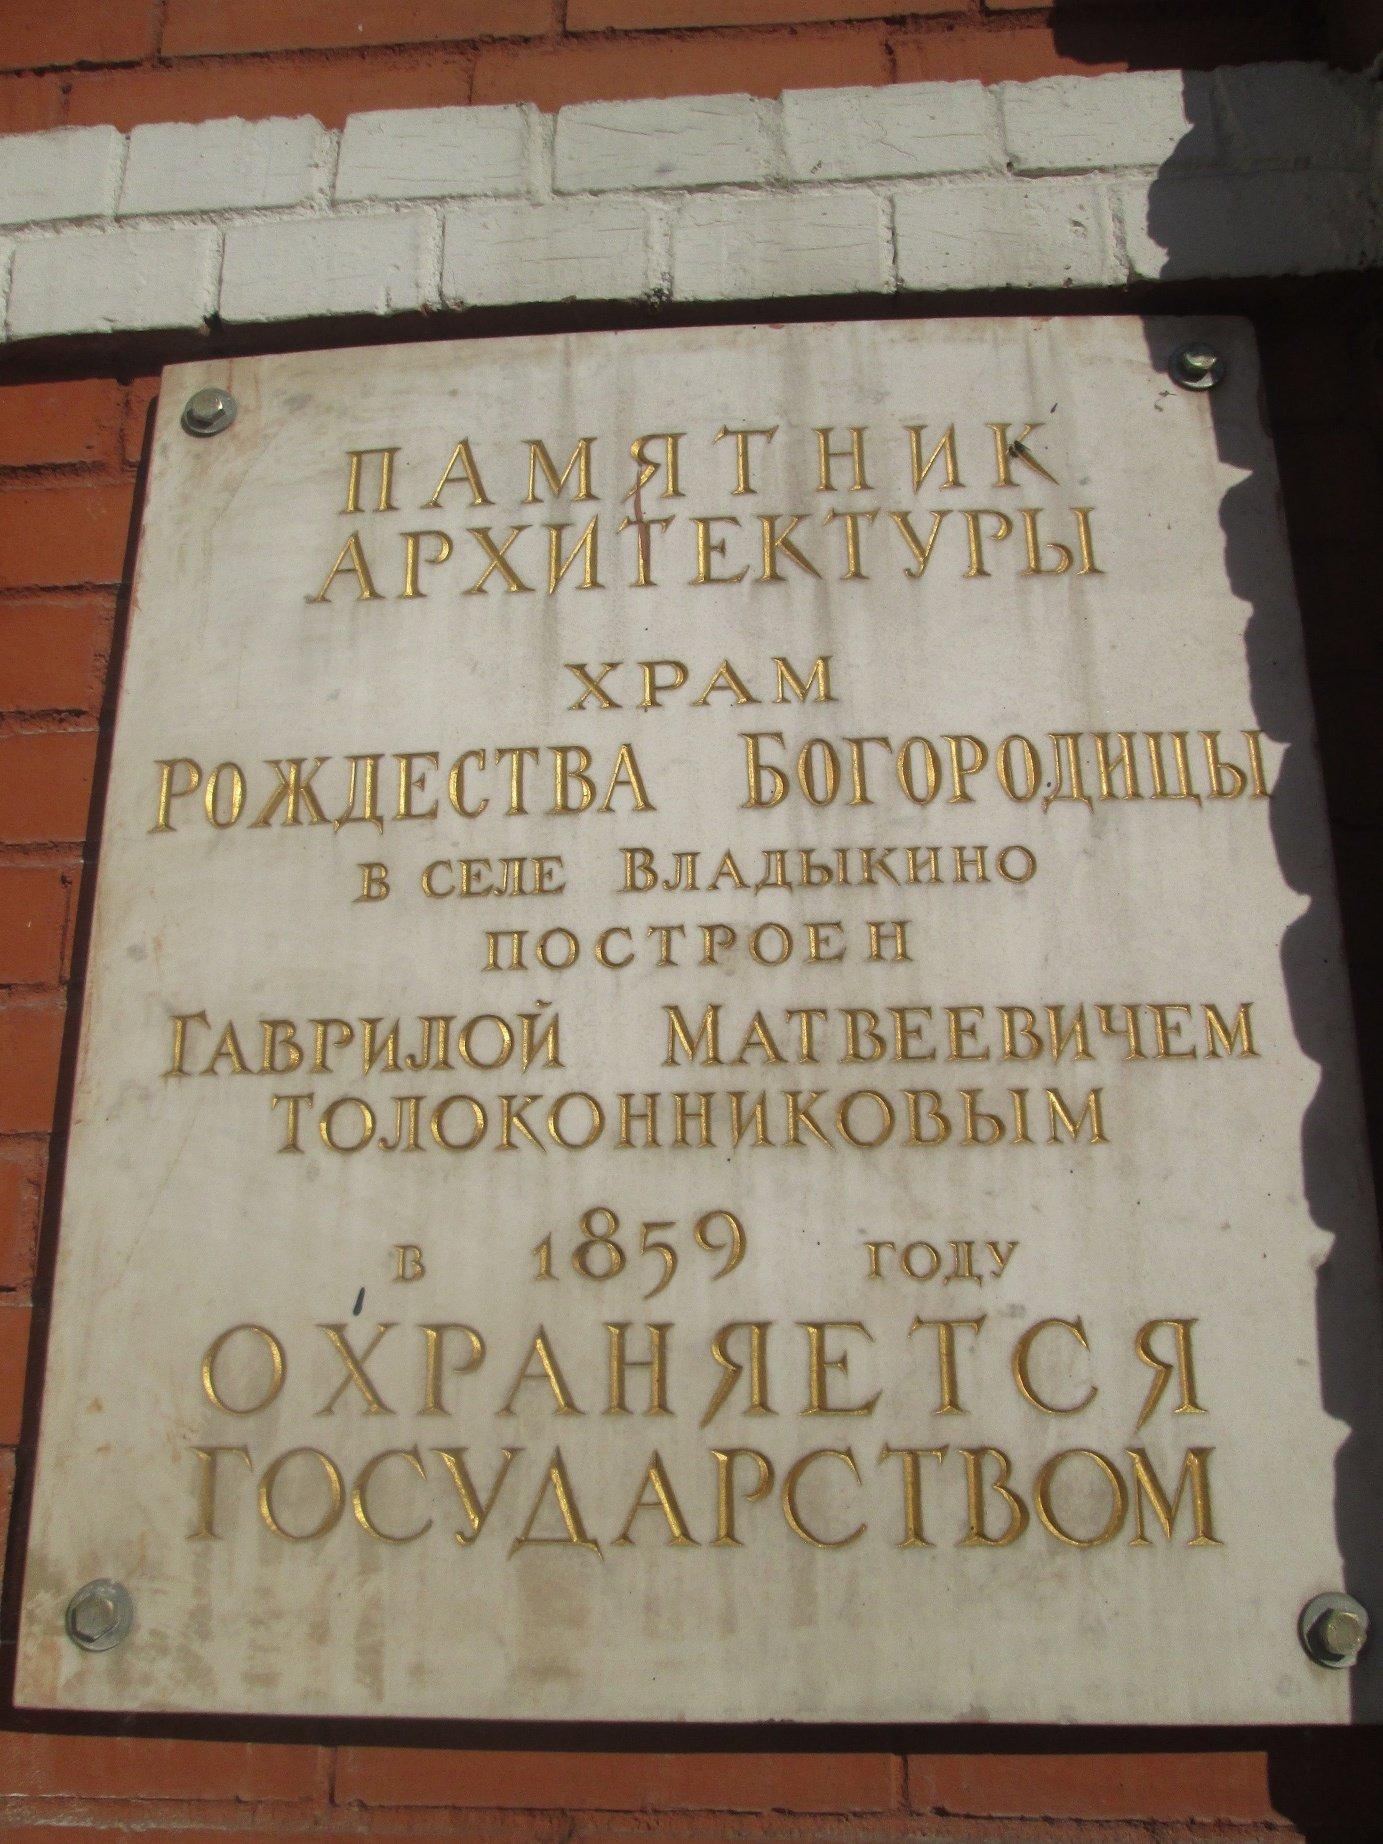 ПАМЯТНИК
АРХИТЕКТУРЫ
ХРАМ
РОЖДЕСТВА БОГОРОДИЦЫ
В СЕЛЕ ВЛАДЫКИНО
ПОСТРОЕН
ГАВРИЛОЙ МАТВЕЕВИЧЕМ
ТОЛОКОННИКОВЫМ
В 1859 ГОДУ
ОХРАНЯЕТСЯ
ГОСУДАРСТВОМ